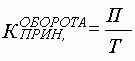 К ОБОРОТА ПРИН, = П / Т